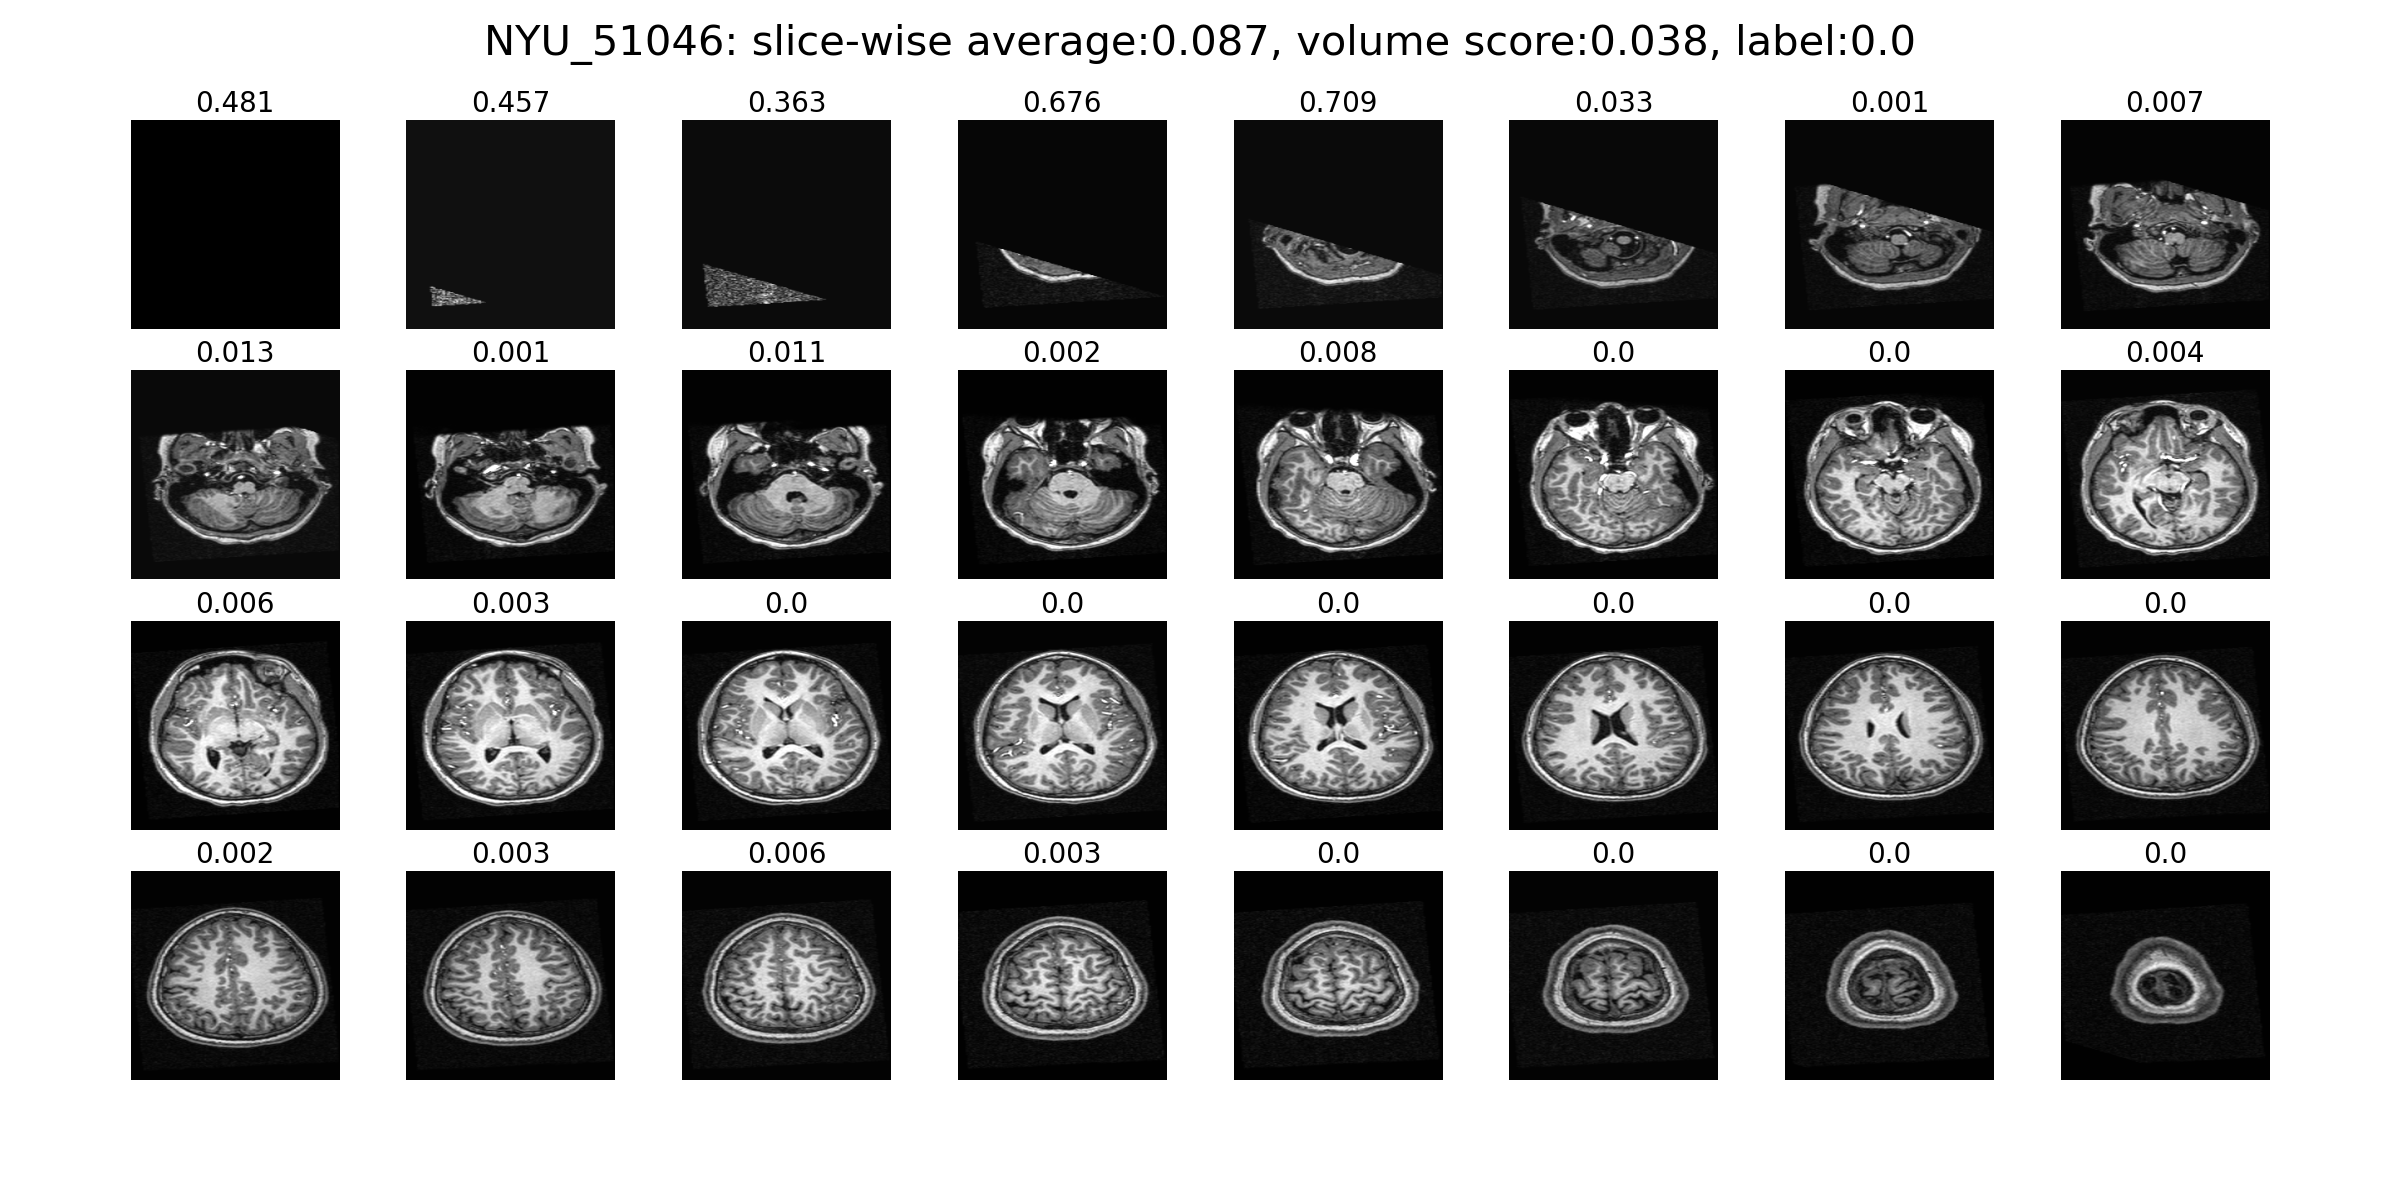 NYU_51046: slice-wise average:0.087, volume score:0.038, label:0.0
0.481 0.457 0.363 0.676 0.709 0.033 0.001 0.007
0.013 0.001 0.011 0.002 0.008 0.0 0.0 0.004
0.006 0.003 0.0 0.0 0.0 0.0 0.0 0.0
0.002 0.003 0.006 0.003 0.0 0.0 0.0 0.0